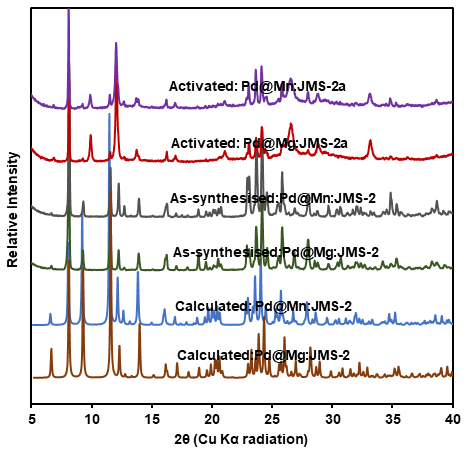 Activated: Pd@Mn:JMS-2a
Activated: Pd@Mg:JMS-2a
As-synthesised:Pd@Mn:JMS-2
As-synthesised:Pd@Mg:JMS-2
Calculated:Pd@Mn:JMS-2
Calculated:Pd@Mg:JMS-2
Relative Intensity
5 10 15 20 25 30 35 40
2θ (Cu Kα radiation)